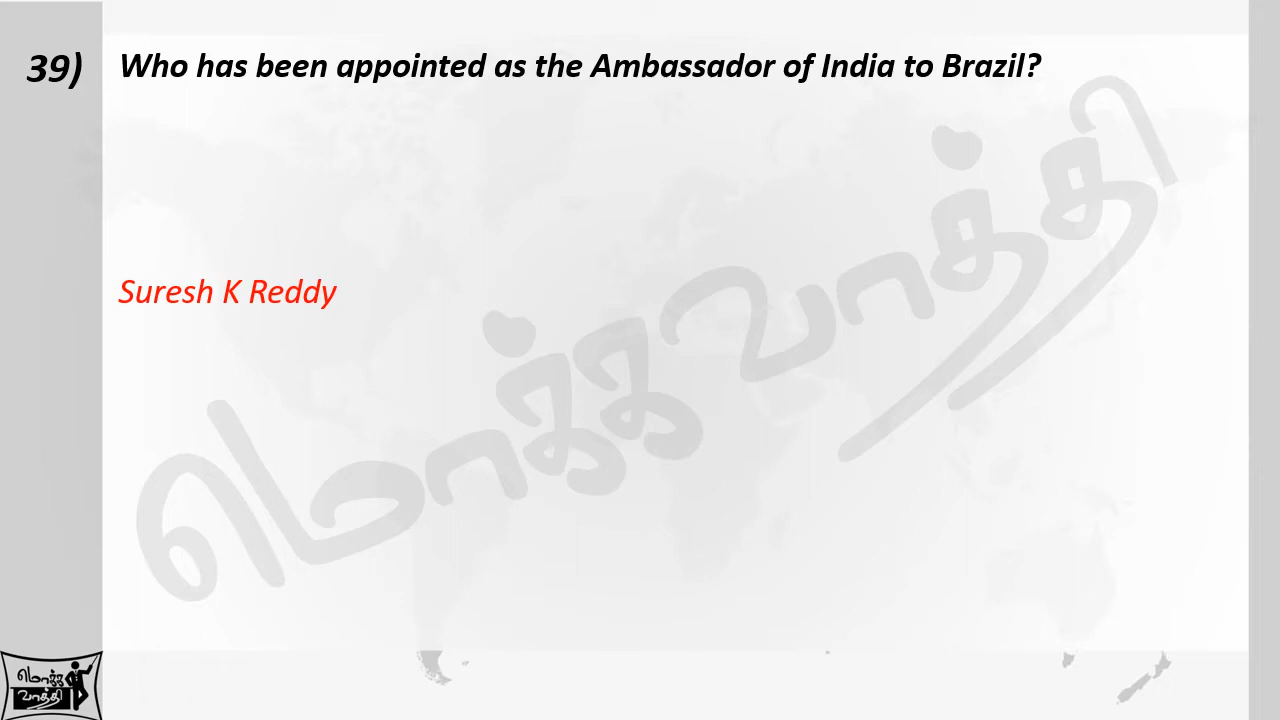 39) Who has been appointed as the Ambassador of India to Brazil?
Suresh K Reddy
மொக்க வாத்தி
மொக்க
வாத்தி